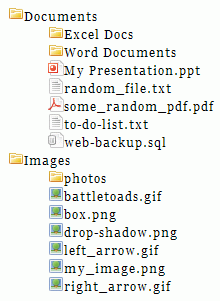 Documents
Excel Docs
Word Documents
My Presentation.ppt
random_file.txt
some_random_pdf.pdf
to-do-list.txt
web-backup.sql
Images
photos
battletoads.gif
box.png
drop-shadow.png
left_arrow.gif
my_image.png
right_arrow.gif